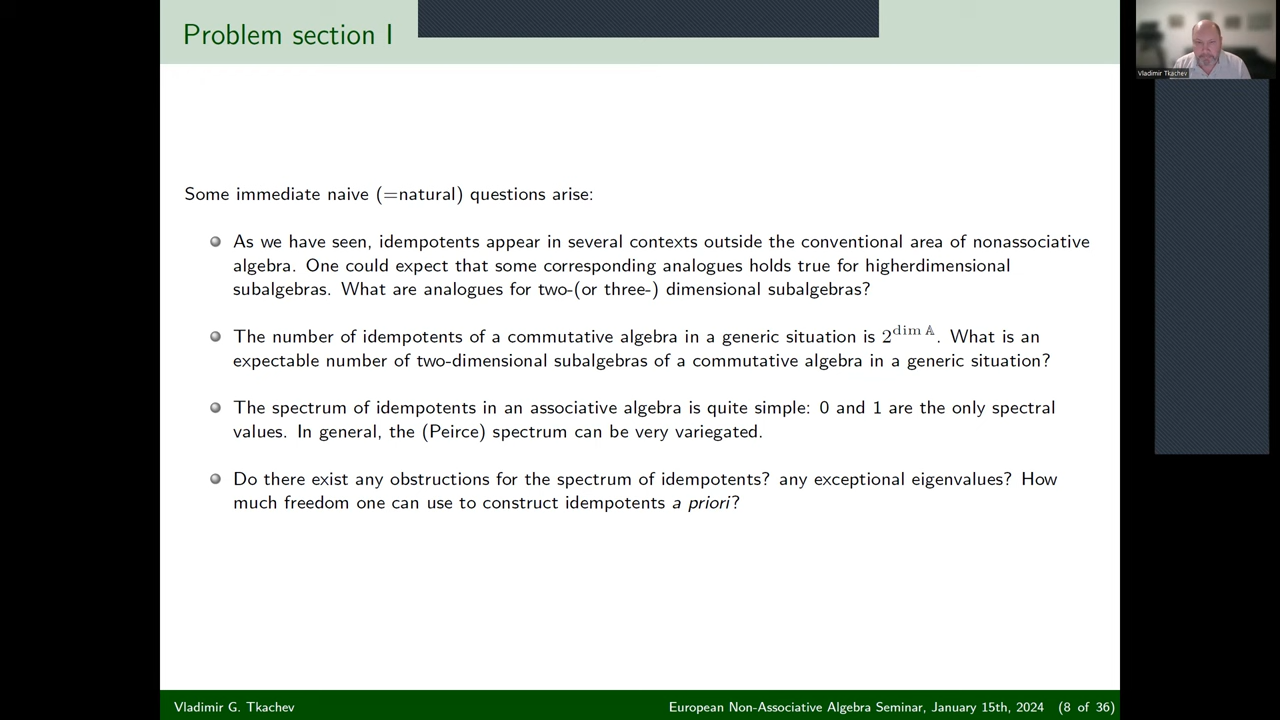 Problem section I
Vladimir Tkachev
Some immediate naive (=natural) questions arise:
As we have seen, idempotents appear in several contexts outside the conventional area of nonassociative
algebra. One could expect that some corresponding analogues holds true for higherdimensional
subalgebras. What are analogues for two-(or three-) dimensional subalgebras?
The number of idempotents of a commutative algebra in a generic situation is 2^{dim 𝔸}. What is an
expectable number of two-dimensional subalgebras of a commutative algebra in a generic situation?
The spectrum of idempotents in an associative algebra is quite simple: 0 and 1 are the only spectral
values. In general, the (Peirce) spectrum can be very variegated.
Do there exist any obstructions for the spectrum of idempotents? any exceptional eigenvalues? How
much freedom one can use to construct idempotents a priori?
Vladimir G. Tkachev
European Non-Associative Algebra Seminar, January 15th, 2024 (8 of 36)